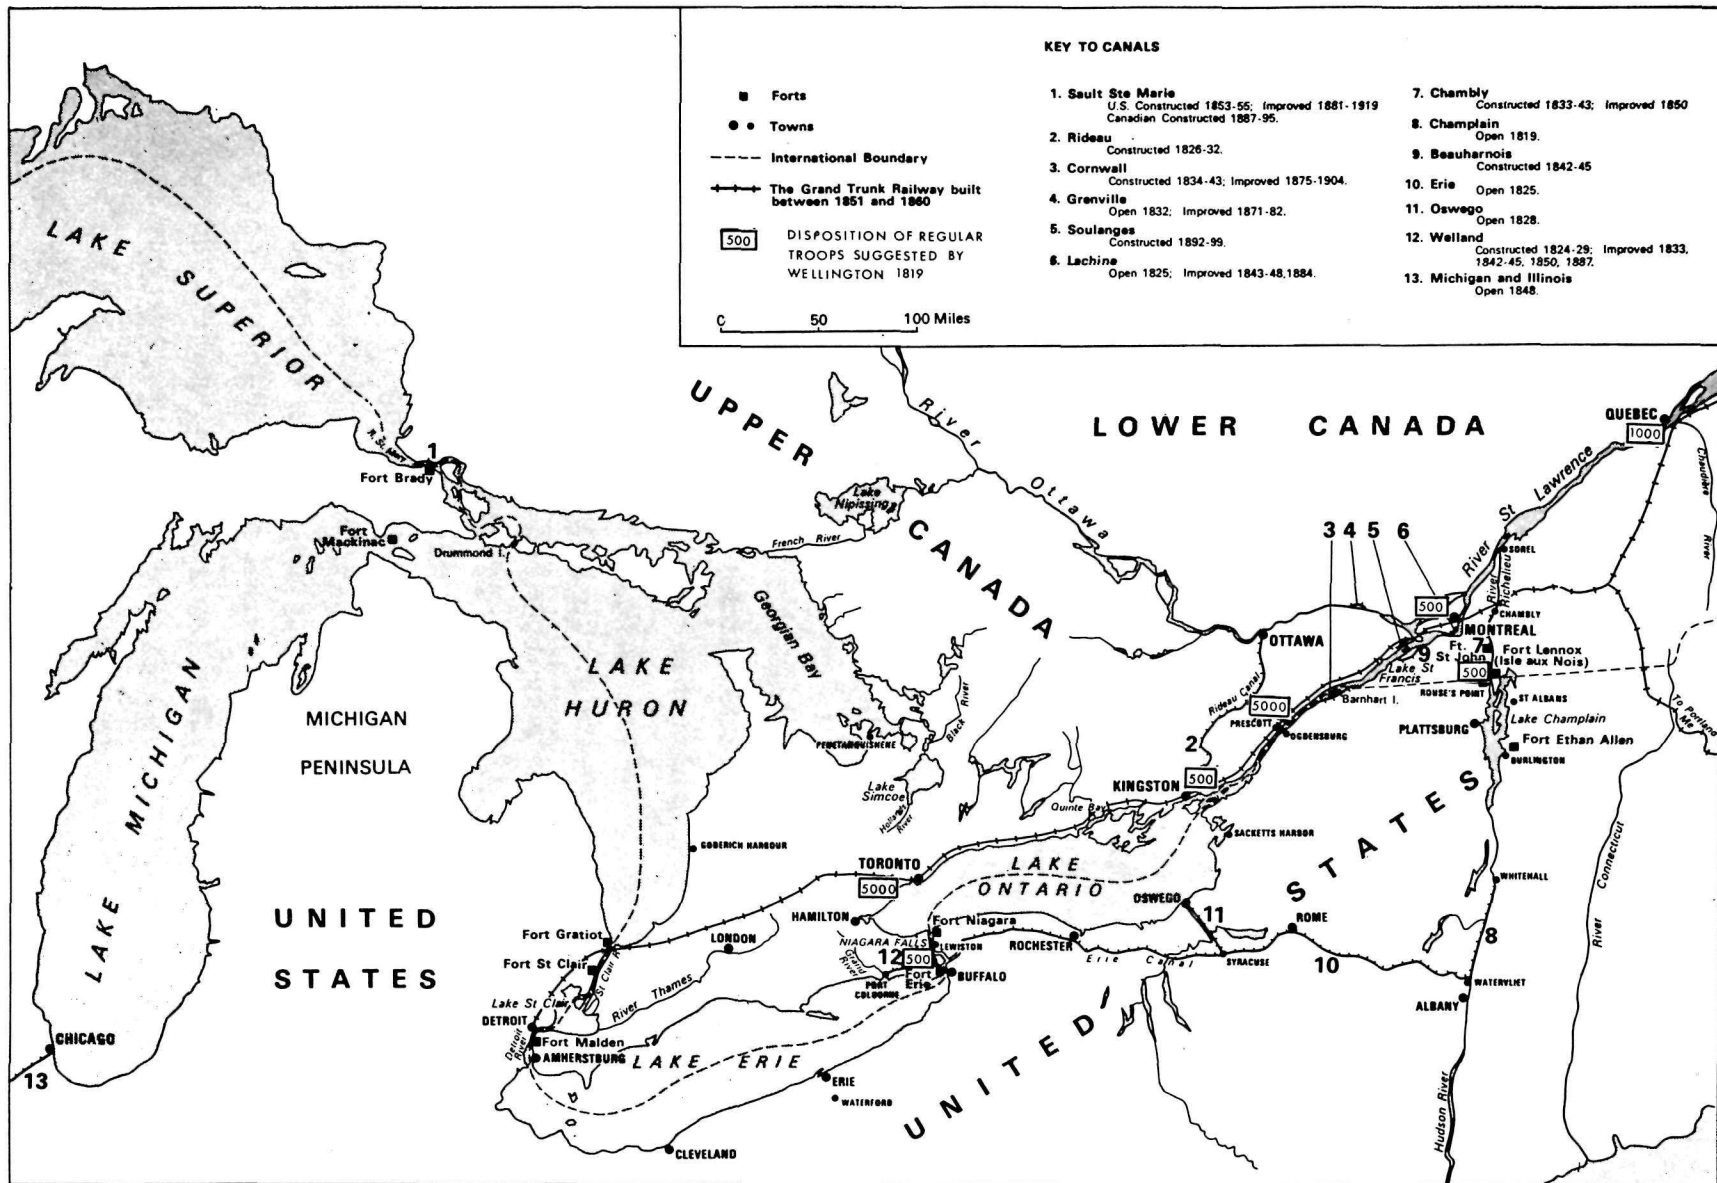 KEY TO CANALS
Forts
Towns
International Boundary
The Grand Trunk Railway built
between 1851 and 1860
500
DISPOSITION OF REGULAR
TROOPS SUGGESTED BY
WELLINGTON 1819
50
100 Miles
1. Sault Ste Marie
U.S. Constructed 1853-55; Improved 1881-1919
Canadian Constructed 1887-95.
2. Rideau
Constructed 1826-32.
3. Cornwall
Constructed 1834-43; Improved 1875-1904.
4. Grenville
Open 1832; Improved 1871-82.
5. Soulanges
Constructed 1892-99.
6. Lachine
Open 1825; Improved 1843-48,1884.
7. Chambly
Constructed 1833-43; Improved 1850
8. Champlain
Open 1819.
9. Beauharnois
Constructed 1842-45
10. Erie
Open 1825.
11. Oswego
Open 1828.
12. Welland
Constructed 1824-29; Improved 1833,
1842-45, 1850, 1887.
13. Michigan and Illinois
Open 1848.
LAKE SUPERIOR
UPPER CANADA
LOWER CANADA
River Ottawa
QUEBEC
1000
Chaudière River
River St Lawrence
R. St. Mary
1
Fort Brady
Lake
Nipissing
French River
Fort
Mackinac
Drummond I.
Georgian Bay
3 4 5 6
SOREL
River Richelieu
CHAMBLY
500
MONTREAL
OTTAWA
7
Ft.
St John
9
Fort Lennox
(Isle aux Nois)
500
Lake St
Francis
ROUSE'S POINT
ST ALBANS
Barnhart I.
Lake Champlain
PLATTSBURG
Fort Ethan Allen
BURLINGTON
To Portland
Me
Rideau Canal
5000
PRESCOTT
OGDENSBURG
2
500
KINGSTON
Quinte Bay
SACKETTS HARBOR
LAKE MICHIGAN
MICHIGAN
PENINSULA
LAKE
HURON
PENETANGUISHENE
Black River
Lake
Simcoe
River
GODERICH HARBOUR
TORONTO
5000
LAKE
ONTARIO
OSWEGO
11
ROME
WHITEHALL
Connecticut River
UNITED
STATES
HAMILTON
Fort Niagara
NIAGARA FALLS
LEWISTON
ROCHESTER
Erie Canal
SYRACUSE
10
8
WATERVLIET
ALBANY
Hudson River
12
500
Grand
River
Fort
Erie
BUFFALO
PORT
COLBORNE
Fort Gratiot
LONDON
Fort St Clair
St Clair R
Lake St Clair
River Thames
DETROIT
Detroit
River
Fort Malden
AMHERSTBURG
LAKE ERIE
ERIE
WATERFORD
CLEVELAND
UNITED STATES
CHICAGO
13